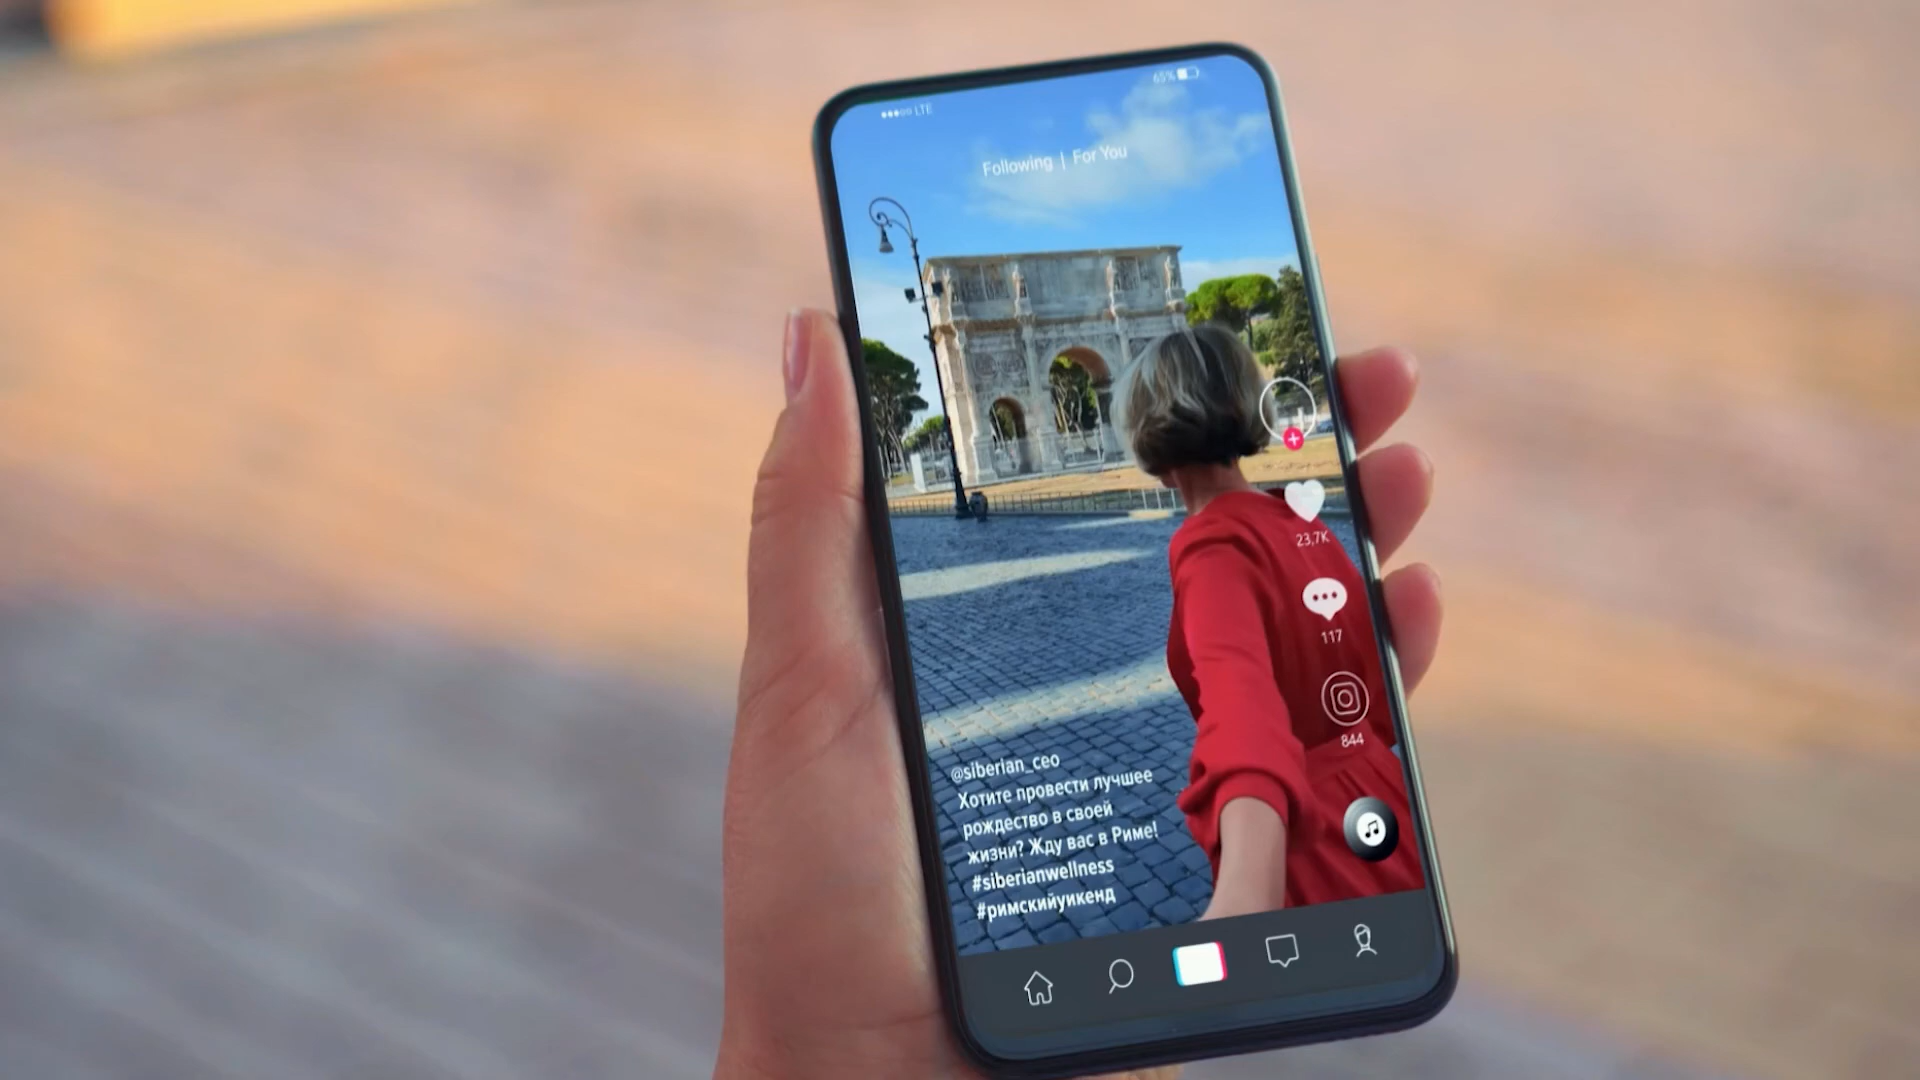 LTE
65%
Following | For You
23,7K
117
844
@siberian_ceo
Хотите провести лучшее
рождество в своей
жизни? Жду вас в Риме!
#siberianwellness
#римскийуикенд